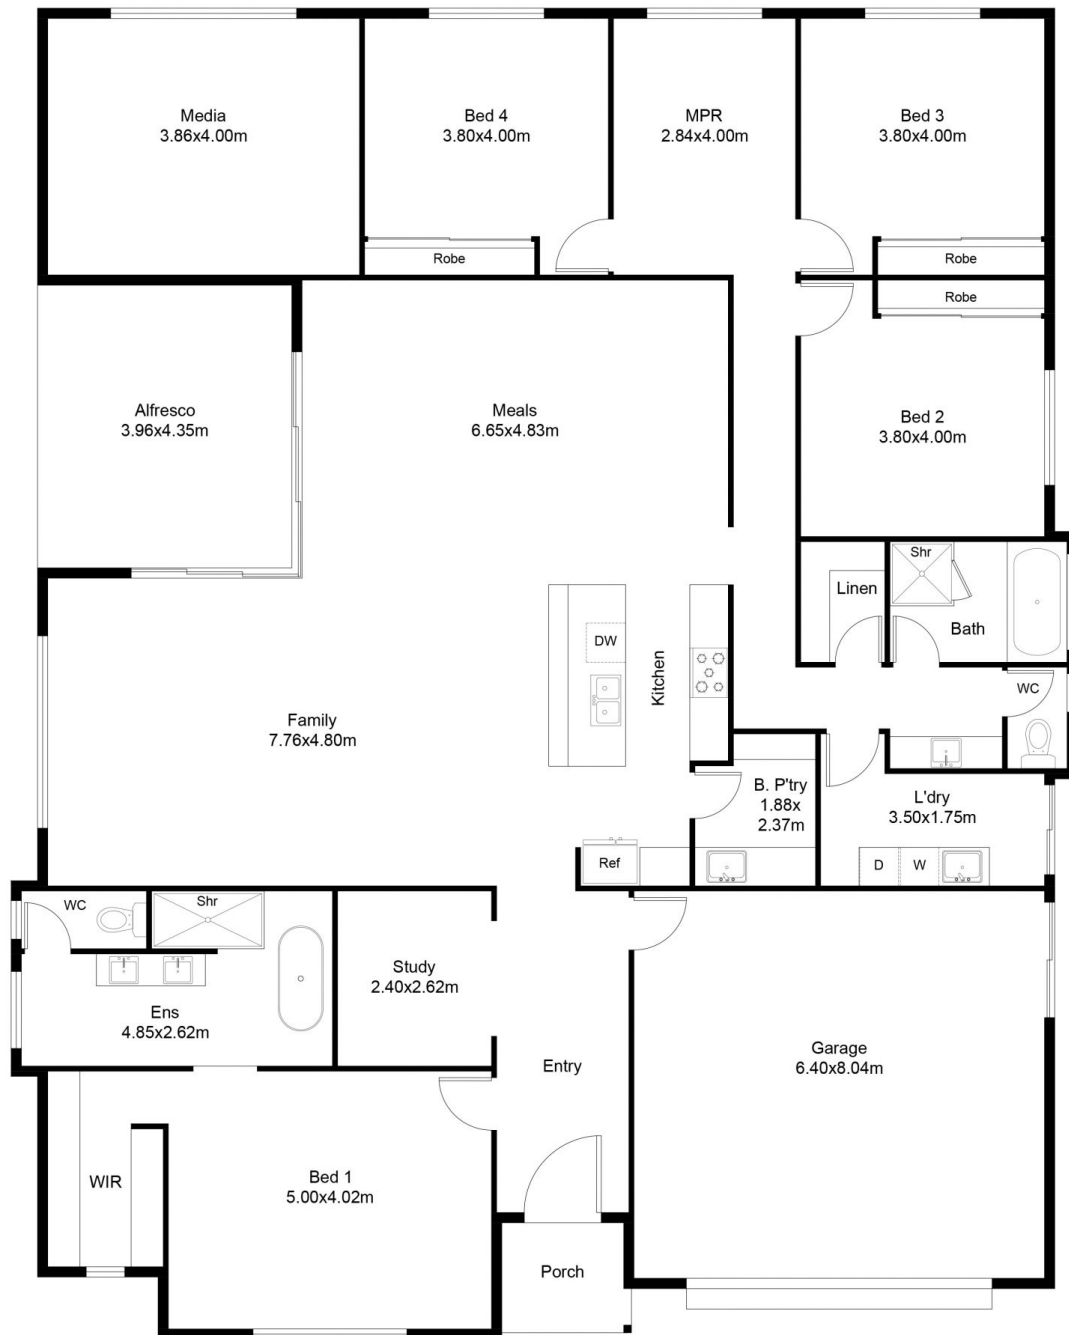 Media
3.86x4.00m
Bed 4
3.80x4.00m
MPR
2.84x4.00m
Bed 3
3.80x4.00m
Robe
Robe
Robe
Alfresco
3.96x4.35m
Meals
6.65x4.83m
Bed 2
3.80x4.00m
Shr
Linen
Bath
DW
Kitchen
WC
Family
7.76x4.80m
B. P'try
1.88x
2.37m
L'dry
3.50x1.75m
Ref
D
W
WC
Shr
Study
2.40x2.62m
Ens
4.85x2.62m
Garage
6.40x8.04m
Entry
WIR
Bed 1
5.00x4.02m
Porch